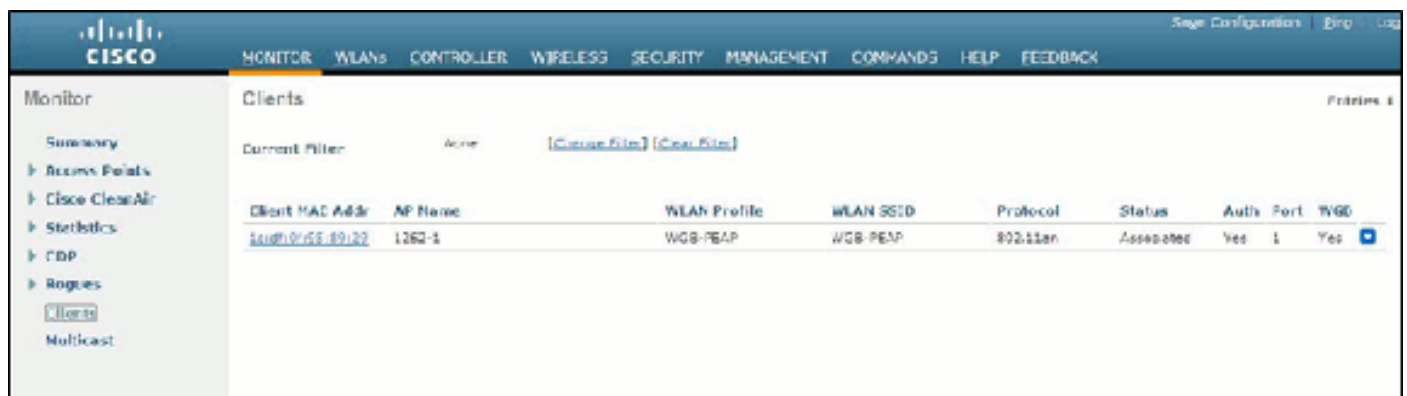 Save Configuration Ping Log
CISCO
MONITOR WLANs CONTROLLER WIRELESS SECURITY MANAGEMENT COMMANDS HELP FEEDBACK
Monitor
Summary
Access Points
Cisco CleanAir
Statistics
CDP
Rogues
Clients
Multicast
Clients
Entries
Current Filter None [Change Filter] [Clear Filter]
Client MAC Addr AP Name WLAN Profile WLAN SSID Protocol Status Auth Port WGB
1262-1 WGB-PEAP WGB-PEAP 802.11an Associated Yes 1 Yes